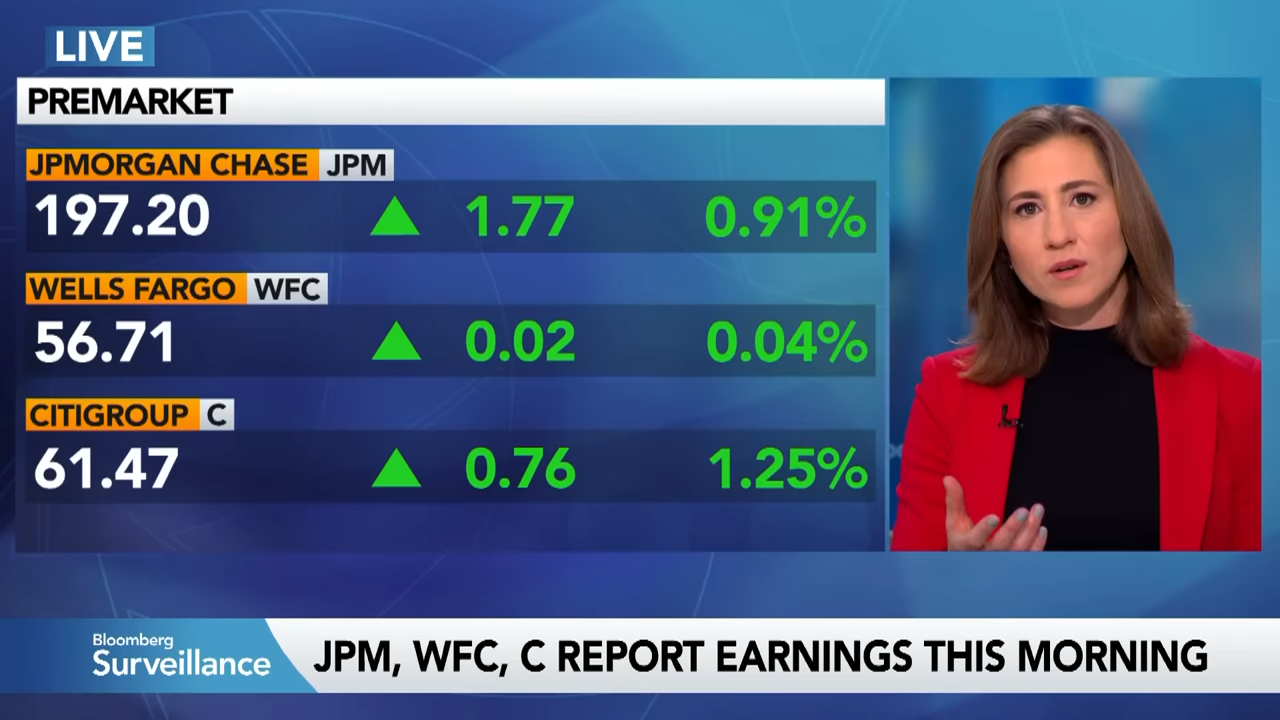 LIVE
PREMARKET
JPMORGAN CHASE JPM
197.20 ▲ 1.77 0.91%
WELLS FARGO WFC
56.71 ▲ 0.02 0.04%
CITIGROUP C
61.47 ▲ 0.76 1.25%
Bloomberg
Surveillance
JPM, WFC, C REPORT EARNINGS THIS MORNING